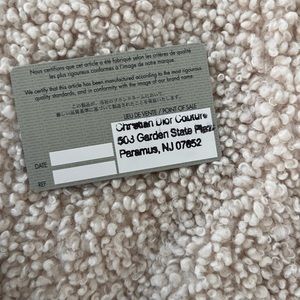 Nous certifions que cet article a été fabriqué selon les critères de qualité
les plus rigoureux conformes à l'image de notre marque.
We certify that this article has been manufactured according to the most rigorous
quality standards, and in conformity with the image of our brand.
LIEU DE VENTE / POINT OF SALE
Christian Dior Couture
503 Garden State Plaza
Paramus, NJ 07652
DATE
REF